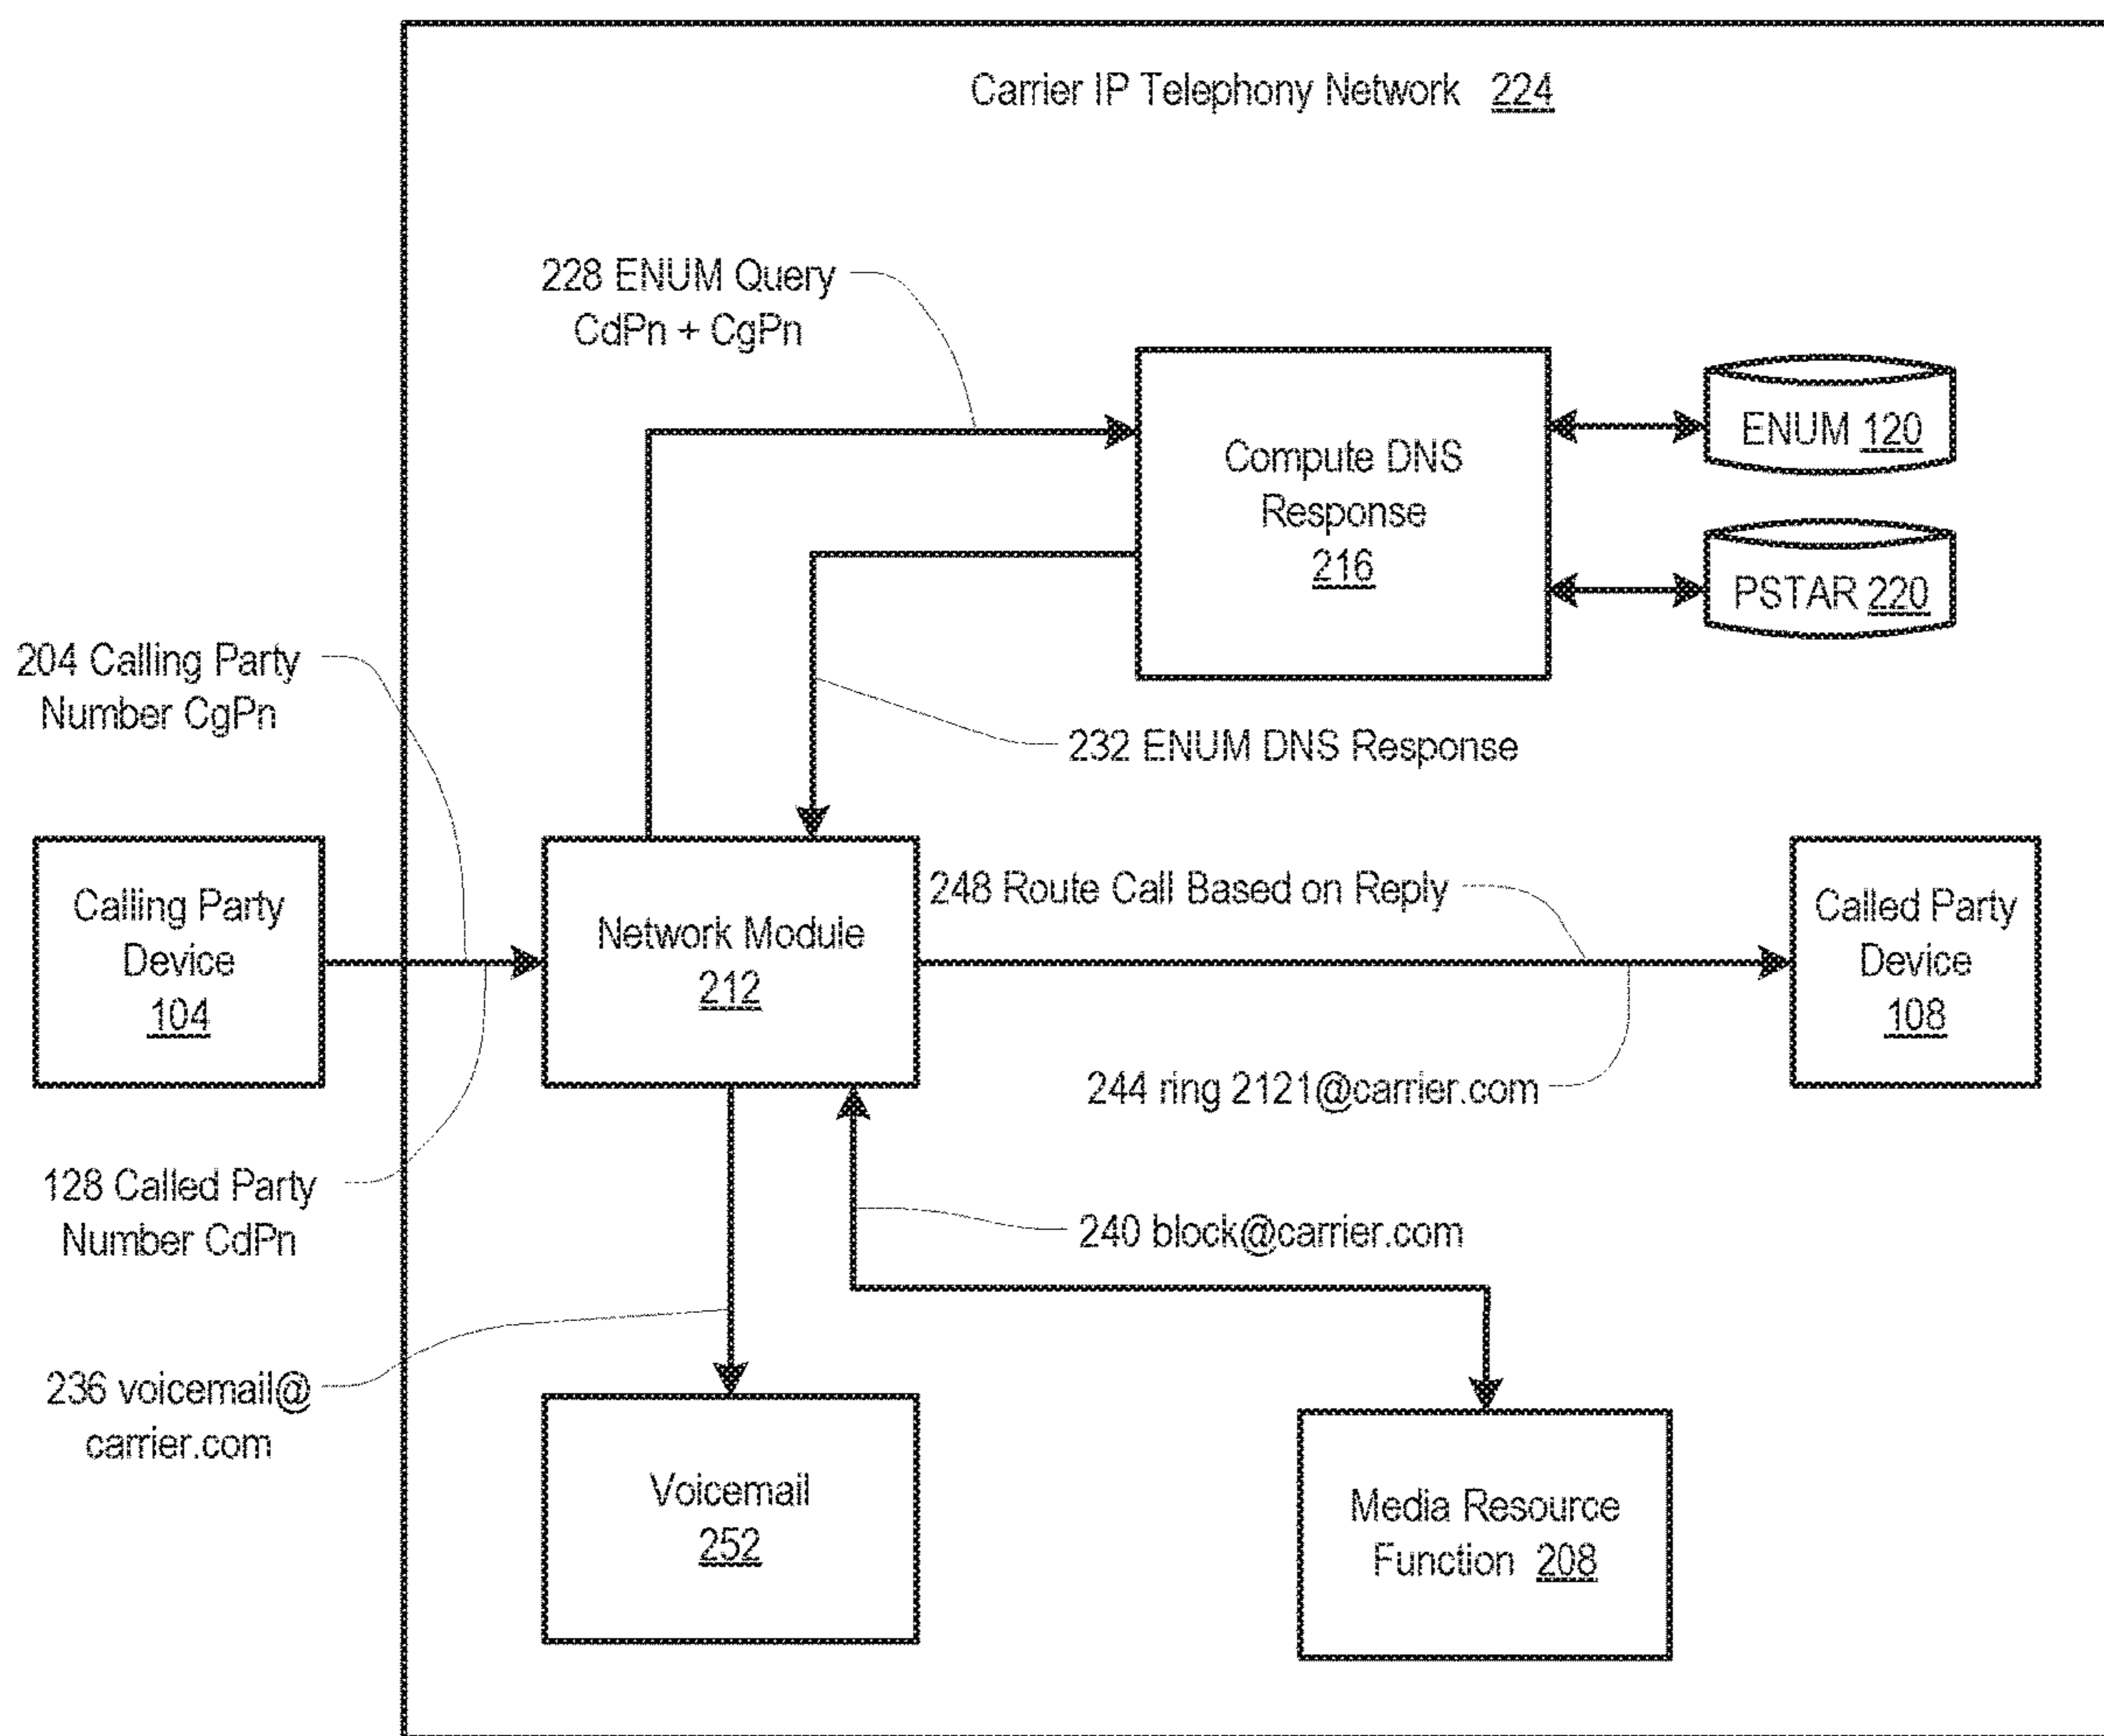 Carrier IP Telephony Network 224
228 ENUM Query
CdPn + CgPn
Compute DNS
Response
216
ENUM 120
PSTAR 220
204 Calling Party
Number CgPn
232 ENUM DNS Response
Calling Party
Device
104
Network Module
212
248 Route Call Based on Reply
Called Party
Device
108
244 ring 2121@carrier.com
128 Called Party
Number CdPn
240 block@carrier.com
236 voicemail@
carrier.com
Voicemail
252
Media Resource
Function 208